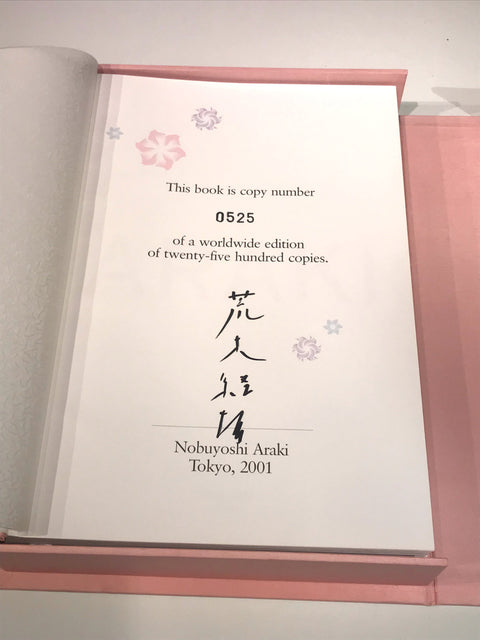 This book is copy number
0525
of a worldwide edition
of twenty-five hundred copies.
荒
木
経
惟
Nobuyoshi Araki
Tokyo, 2001